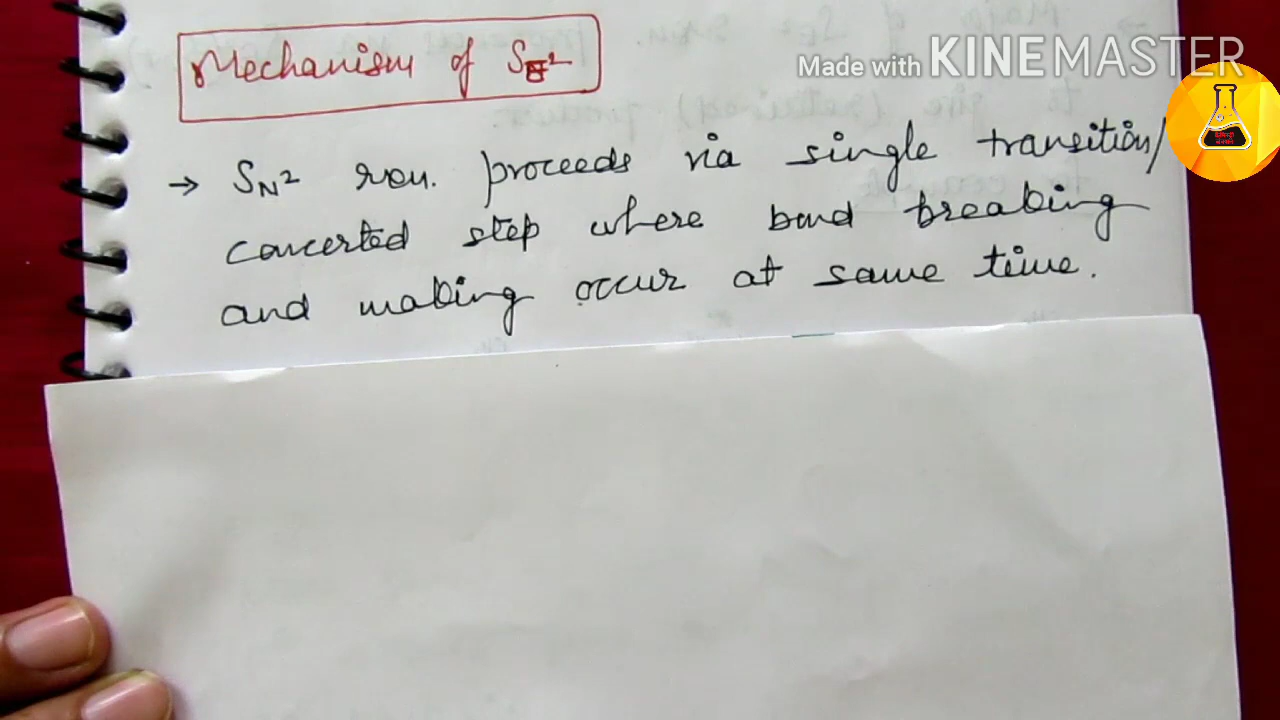 Mechanism of SE2
Made with KINEMASTER
→ SN2 rxn. proceeds via single transition/
concerted step where bond breaking
and making occur at same time.